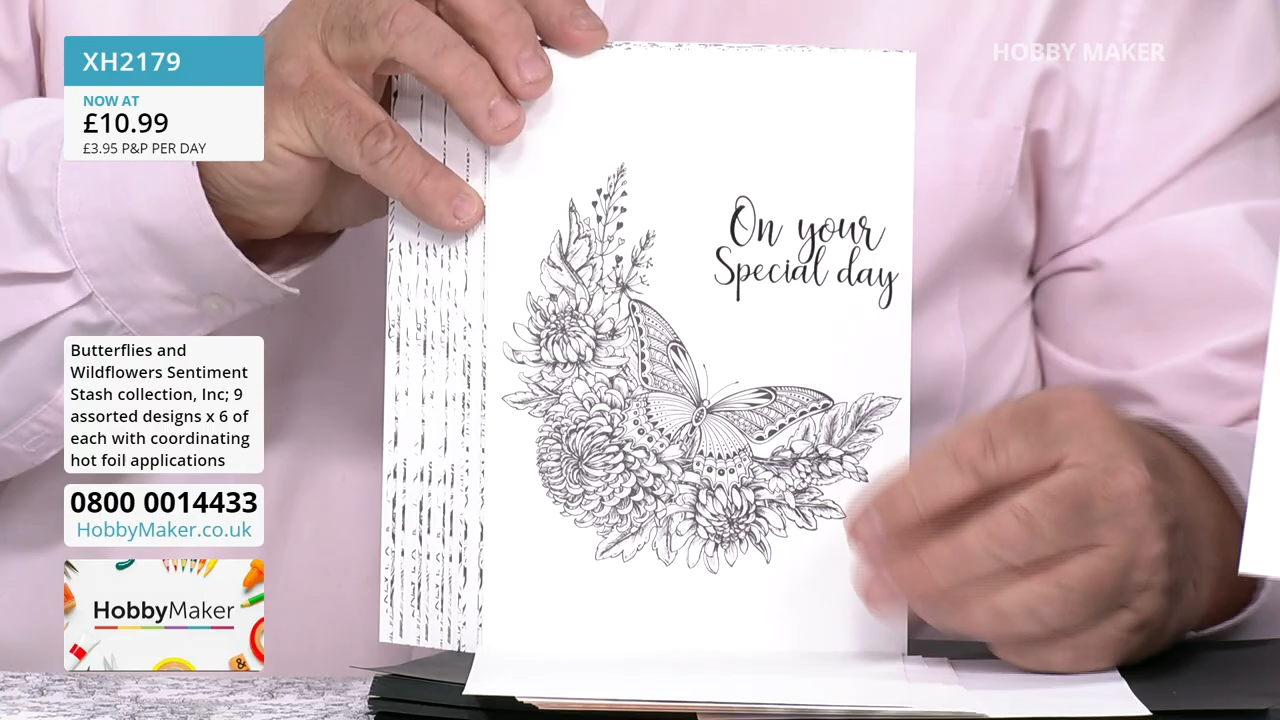 XH2179
NOW AT
£10.99
£3.95 P&P PER DAY
HOBBY MAKER
On your
Special day
Butterflies and
Wildflowers Sentiment
Stash collection, Inc; 9
assorted designs x 6 of
each with coordinating
hot foil applications
0800 0014433
HobbyMaker.co.uk
HobbyMaker
&